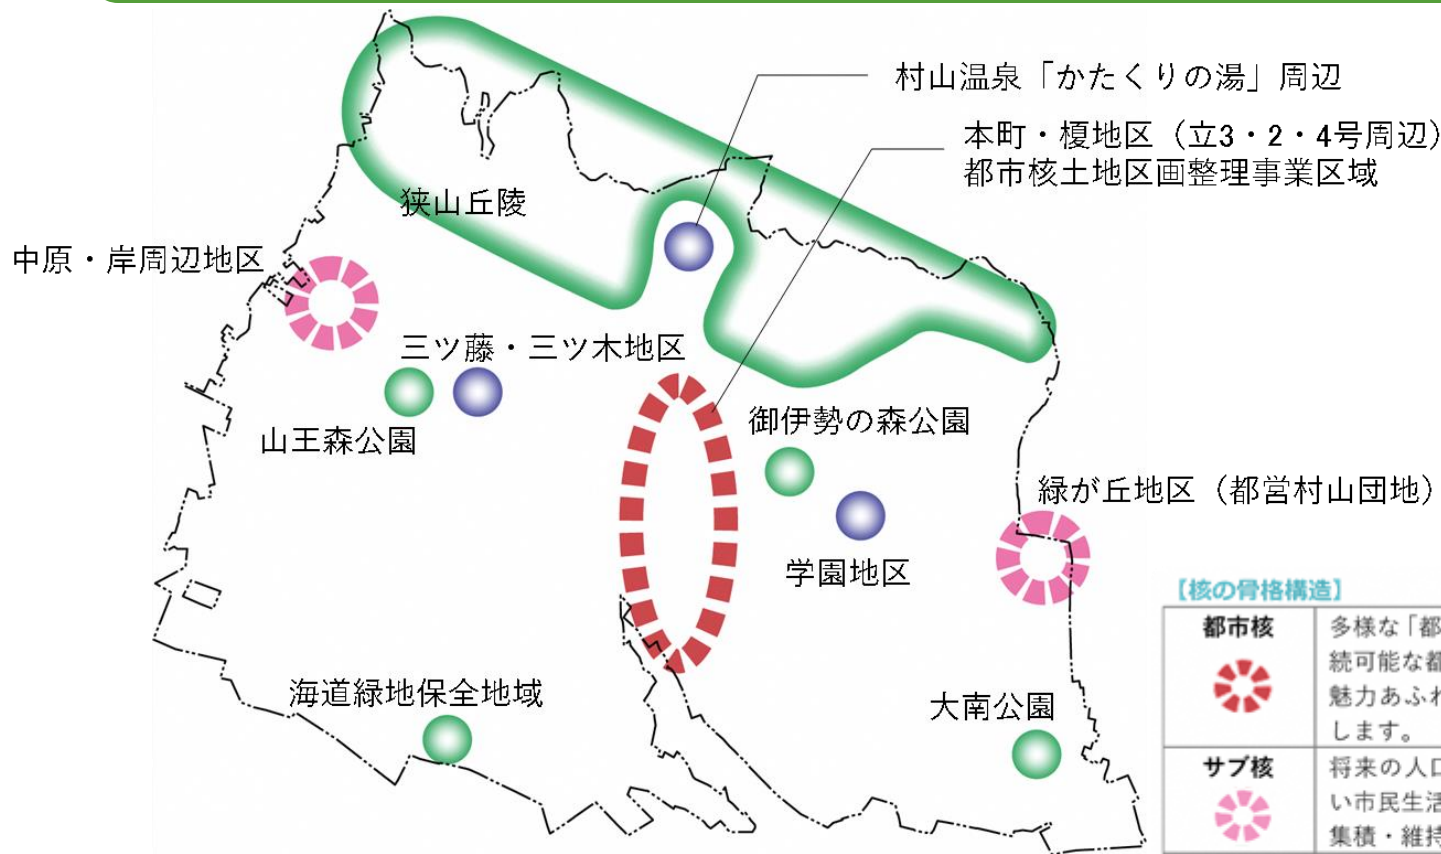 村山温泉「かたくりの湯」周辺
本町・榎地区（立3・2・4号周辺）
都市核土地区画整理事業区域
狭山丘陵
中原・岸周辺地区
三ツ藤・三ツ木地区
山王森公園
御伊勢の森公園
緑が丘地区（都営村山団地）
学園地区
海道緑地保全地域
大南公園
【核の骨格構造】
都市核
多様な「都
続可能な都
魅力あふれ
します。
サブ核
将来の人口
い市民生活
集積・維持